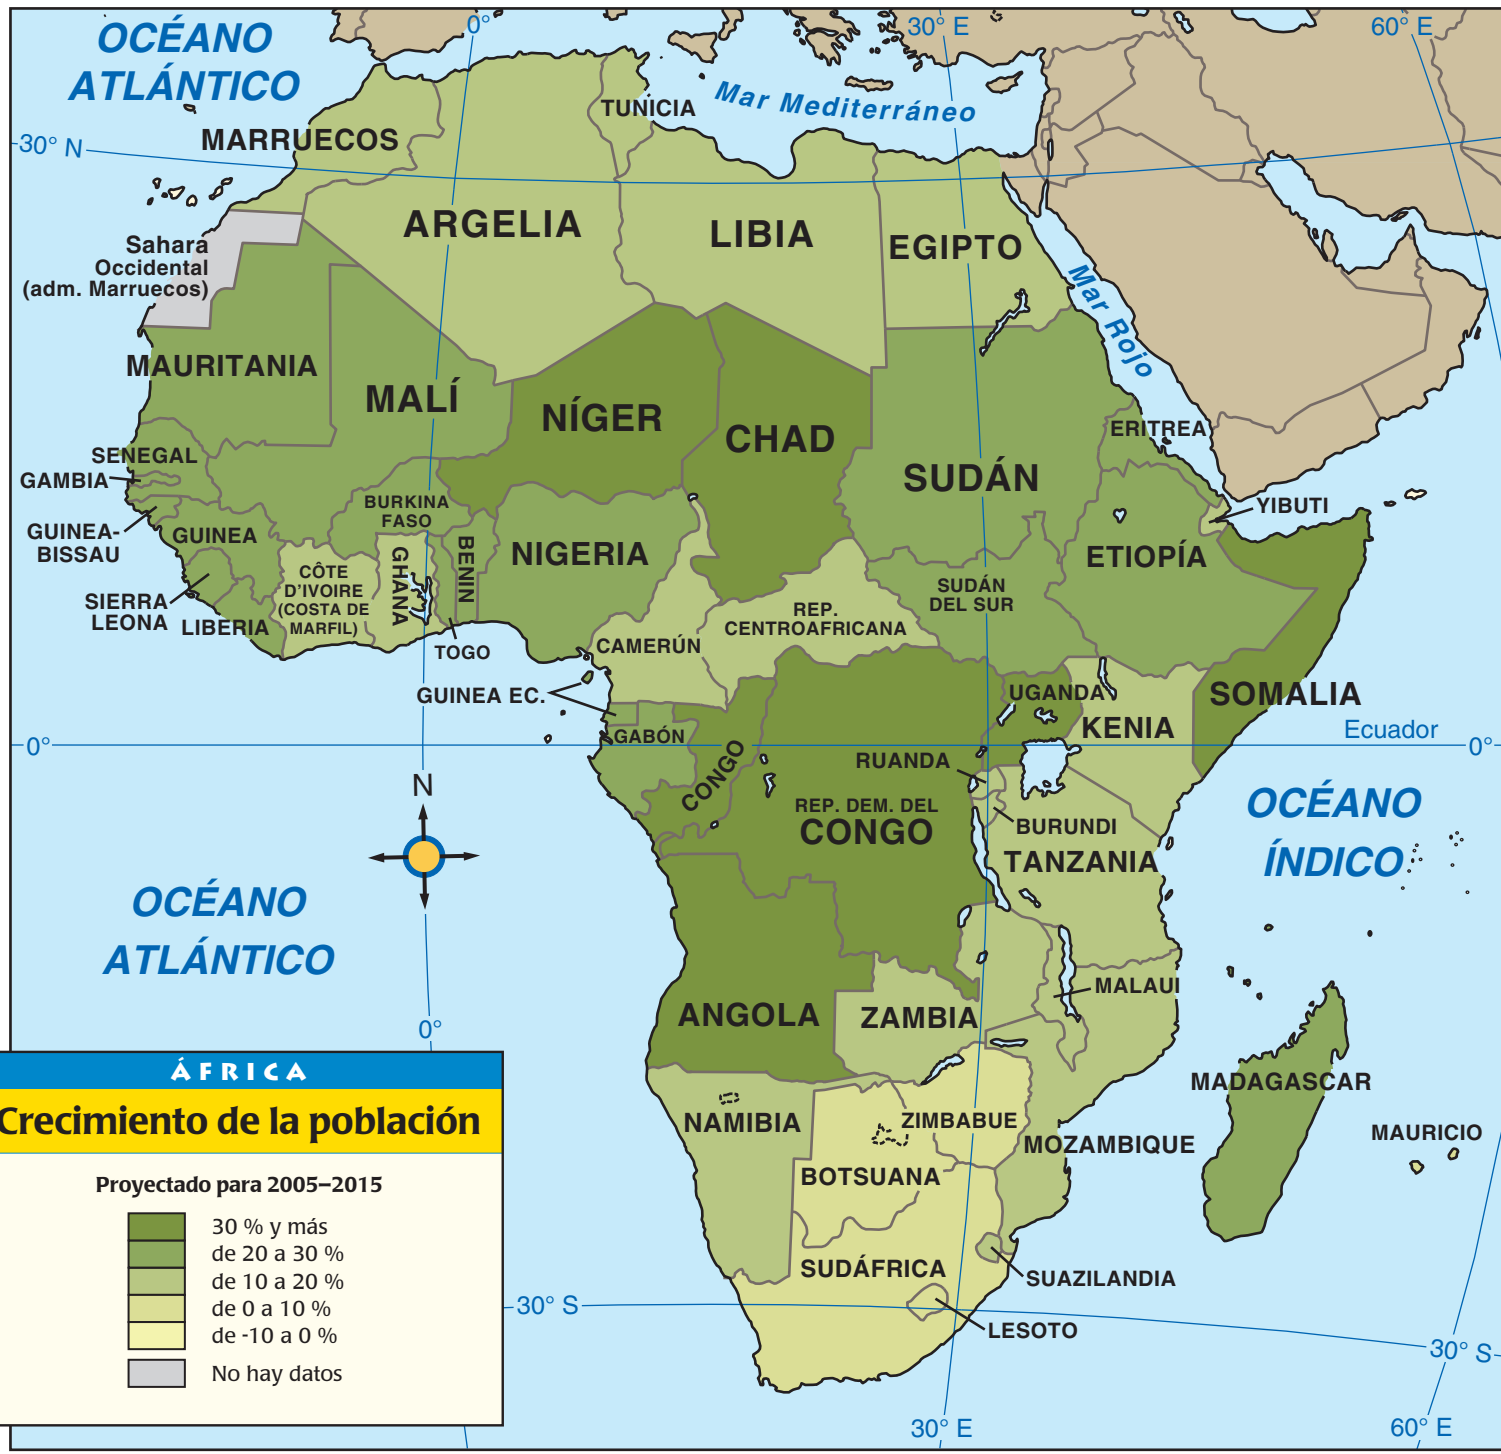 OCÉANO
ATLÁNTICO
0°
30° E
60° E
Mar Mediterráneo
TUNICIA
MARRUECOS
30° N
ARGELIA
LIBIA
EGIPTO
Sahara
Occidental
(adm. Marruecos)
Mar Rojo
MAURITANIA
MALÍ
NÍGER
CHAD
SUDÁN
ERITREA
SENEGAL
GAMBIA
BURKINA
FASO
YIBUTI
GUINEA-
BISSAU
GUINEA
NIGERIA
BENIN
GHANA
ETIOPÍA
CÔTE
D'IVOIRE
(COSTA DE
MARFIL)
SUDÁN
DEL SUR
SIERRA
LEONA
LIBERIA
REP.
CENTROAFRICANA
CAMERÚN
TOGO
GUINEA EC.
UGANDA
SOMALIA
KENIA
GABÓN
Ecuador
0°
0°
CONGO
RUANDA
N
REP. DEM. DEL
CONGO
BURUNDI
TANZANIA
OCÉANO
ÍNDICO
OCÉANO
ATLÁNTICO
MALAUI
ANGOLA
ZAMBIA
0°
MADAGASCAR
NAMIBIA
ZIMBABUE
MAURICIO
MOZAMBIQUE
BOTSUANA
SUDÁFRICA
SUAZILANDIA
30° S
LESOTO
30° S
30° E
60° E
ÁFRICA
Crecimiento de la población
Proyectado para 2005–2015
30 % y más
de 20 a 30 %
de 10 a 20 %
de 0 a 10 %
de -10 a 0 %
No hay datos